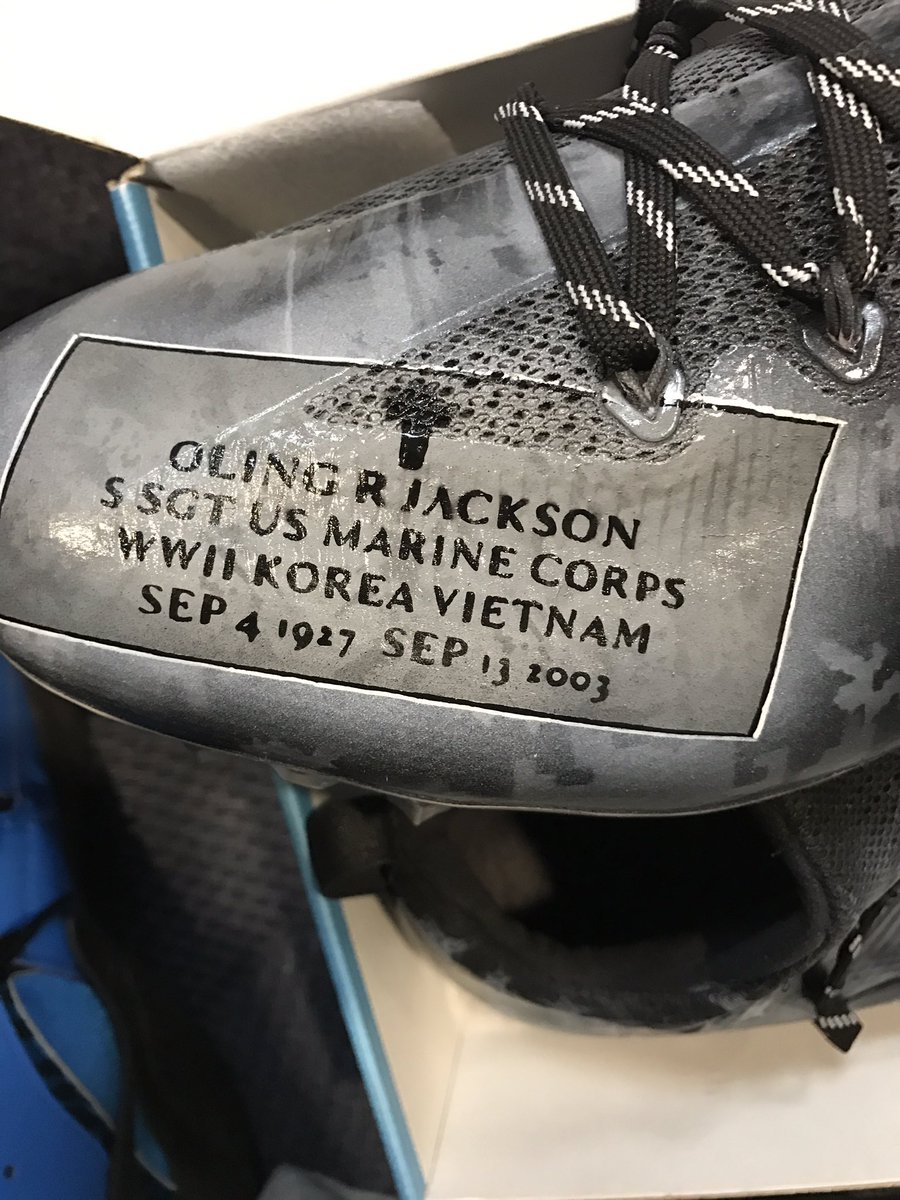 OLING R JACKSON
S SGT US MARINE CORPS
WWII KOREA VIETNAM
SEP 4 1927 SEP 13 2003